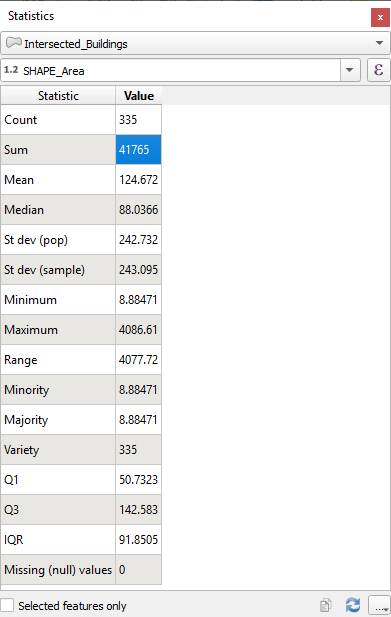 Statistics
Intersected_Buildings
1.2 SHAPE_Area ε
Statistic Value
Count 335
Sum 41765
Mean 124.672
Median 88.0366
St dev (pop) 242.732
St dev (sample) 243.095
Minimum 8.88471
Maximum 4086.61
Range 4077.72
Minority 8.88471
Majority 8.88471
Variety 335
Q1 50.7323
Q3 142.583
IQR 91.8505
Missing (null) values 0
Selected features only ...